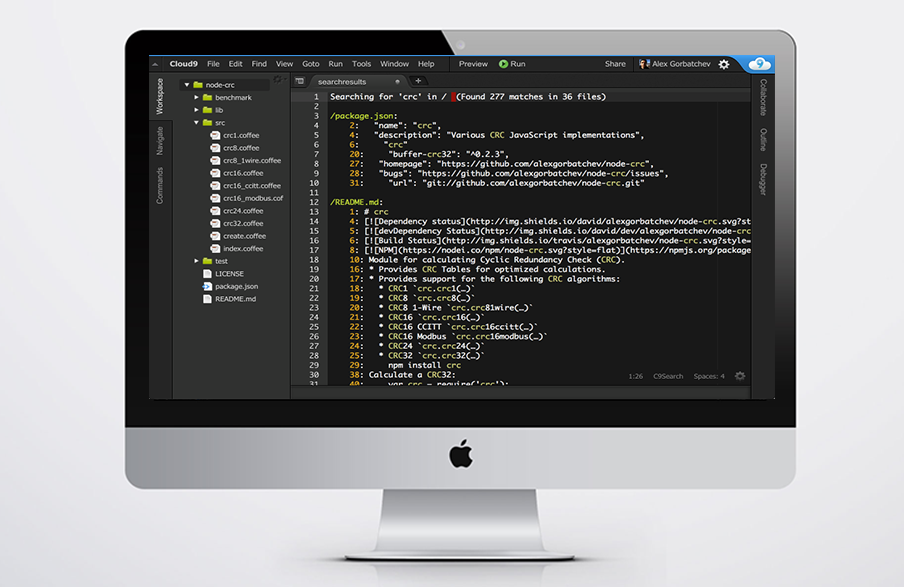 Cloud9 File Edit Find View Goto Run Tools Window Help Preview Run Share Alex Gorbatchev 9
Workspace
Navigate
Commands
node-crc
benchmark
lib
src
crc1.coffee
crc8.coffee
crc8_1wire.coffee
crc16.coffee
crc16_ccitt.coffee
crc16_modbus.cof
crc24.coffee
crc32.coffee
create.coffee
index.coffee
test
LICENSE
package.json
README.md
searchresults
1 Searching for 'crc' in / (Found 277 matches in 36 files)
2
3 /package.json:
4 2: "name": "crc",
5 4: "description": "Various CRC JavaScript implementations",
6 6: "crc"
7 20: "buffer-crc32": "^0.2.3",
8 27: "homepage": "https://github.com/alexgorbatchev/node-crc",
9 28: "bugs": "https://github.com/alexgorbatchev/node-crc/issues",
10 31: "url": "git://github.com/alexgorbatchev/node-crc.git"
11
12 /README.md:
13 1: # crc
14 4: [![Dependency status](http://img.shields.io/david/alexgorbatchev/node-crc.svg?st
15 5: [![devDependency Status](http://img.shields.io/david/dev/alexgorbatchev/node-crc
16 6: [![Build Status](http://img.shields.io/travis/alexgorbatchev/node-crc.svg?style=
17 8: [![NPM](https://nodei.co/npm/node-crc.svg?style=flat)](https://npmjs.org/package
18 10: Module for calculating Cyclic Redundancy Check (CRC).
19 16: * Provides CRC Tables for optimized calculations.
20 17: * Provides support for the following CRC algorithms:
21 18: * CRC1 `crc.crc1(…)`
22 19: * CRC8 `crc.crc8(…)`
23 20: * CRC8 1-Wire `crc.crc81wire(…)`
24 21: * CRC16 `crc.crc16(…)`
25 22: * CRC16 CCITT `crc.crc16ccitt(…)`
26 23: * CRC16 Modbus `crc.crc16modbus(…)`
27 24: * CRC24 `crc.crc24(…)`
28 25: * CRC32 `crc.crc32(…)`
29 29: npm install crc
30 38: Calculate a CRC32:
31 40: var crc = require('crc');
1:26 C9Search Spaces: 4
Collaborate
Outline
Debugger